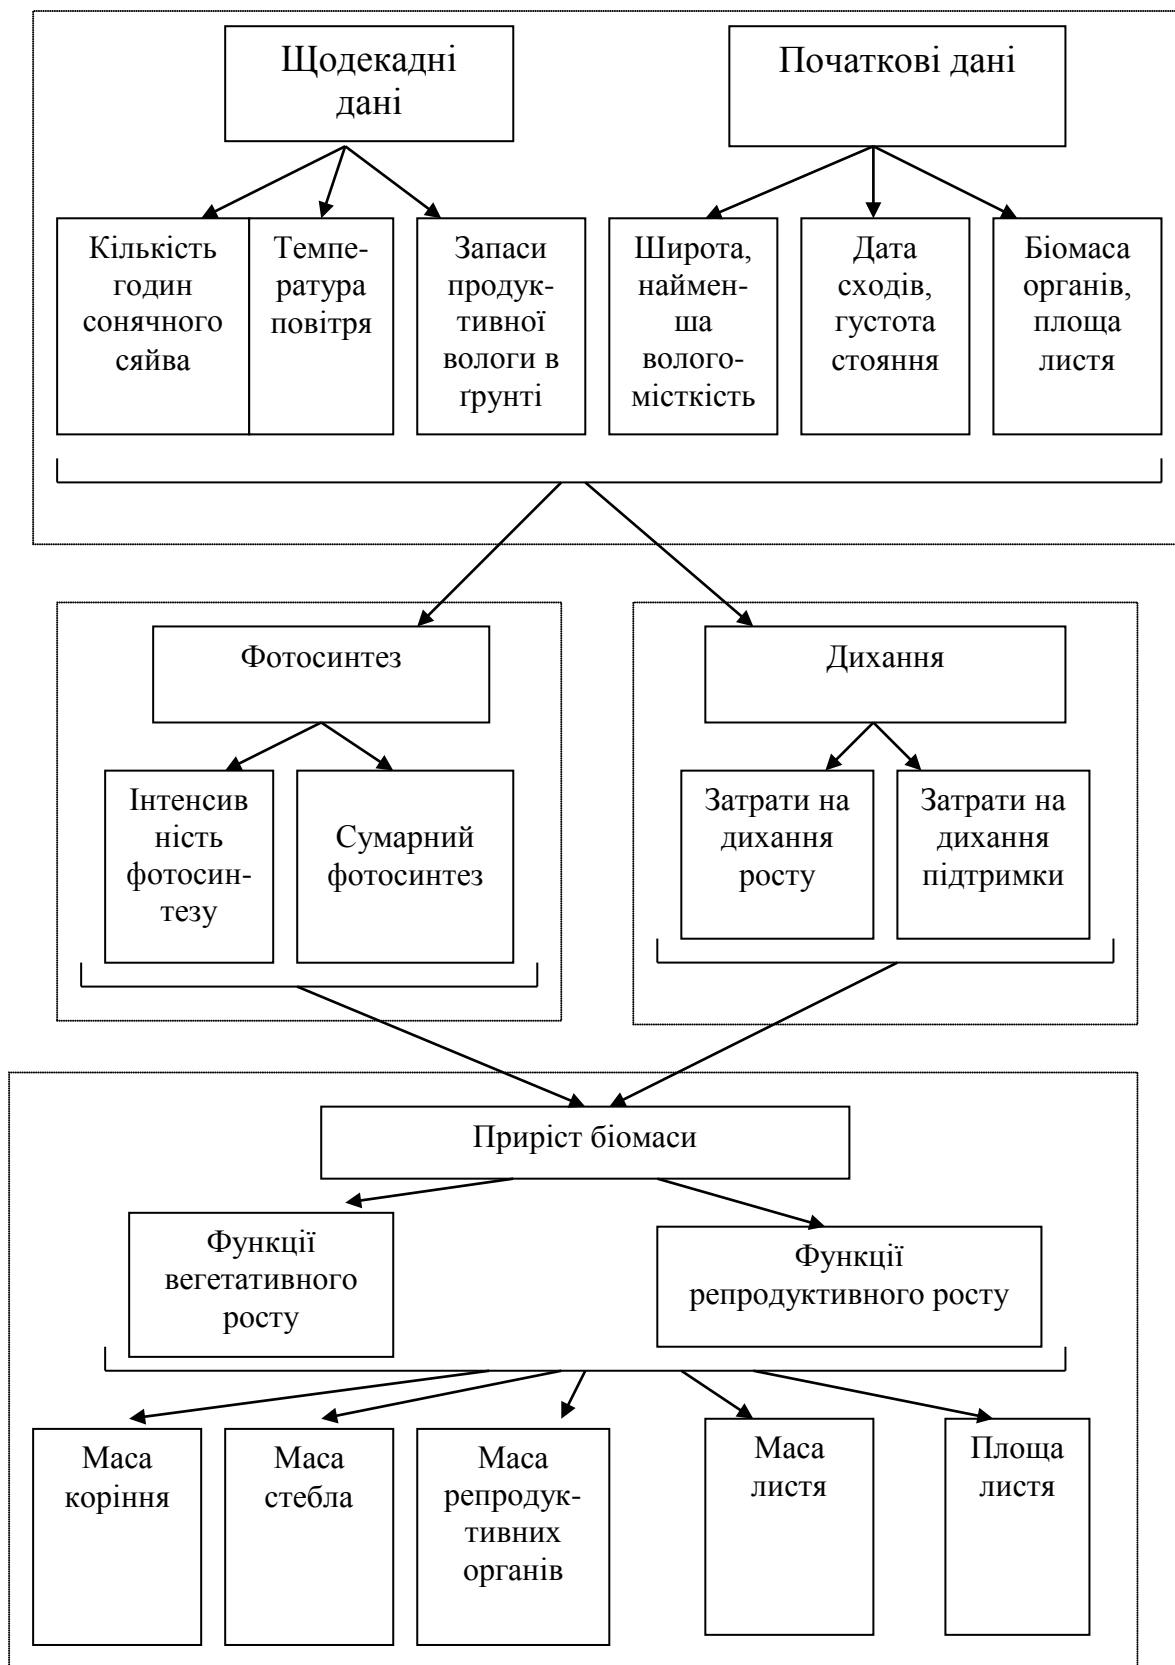 Щодекадні
дані
Початкові дані
Кількість
годин
сонячного
сяйва
Темпе-
ратура
повітря
Запаси
продук-
тивної
вологи в
ґрунті
Широта,
наймен-
ша
волого-
місткість
Дата
сходів,
густота
стояння
Біомаса
органів,
площа
листя
Фотосинтез
Дихання
Інтенсив
ність
фотосин-
тезу
Сумарний
фотосинтез
Затрати на
дихання
росту
Затрати на
дихання
підтримки
Приріст біомаси
Функції
вегетативного
росту
Функції
репродуктивного росту
Маса
коріння
Маса
стебла
Маса
репродук-
тивних
органів
Маса
листя
Площа
листя